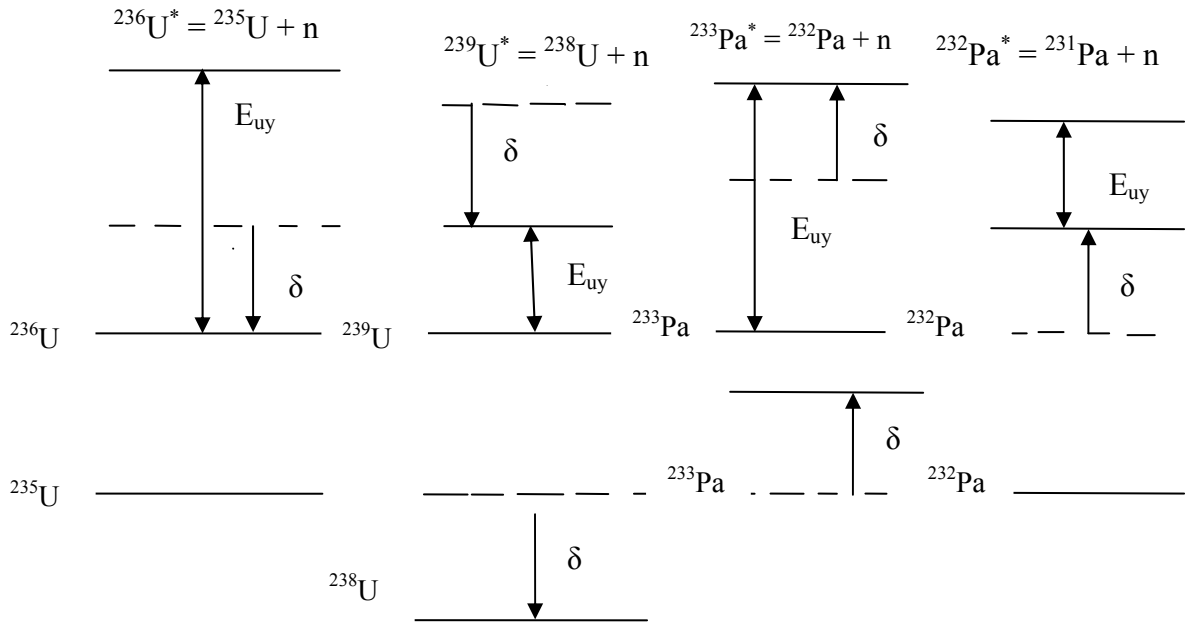 ²³⁶U* = ²³⁵U + n
²³⁹U* = ²³⁸U + n
²³³Pa* = ²³²Pa + n
²³²Pa* = ²³¹Pa + n
E_uy
δ
δ
E_uy
E_uy
δ
E_uy
δ
δ
²³⁶U
²³⁹U
²³³Pa
²³²Pa
δ
²³⁵U
²³³Pa
²³²Pa
δ
²³⁸U